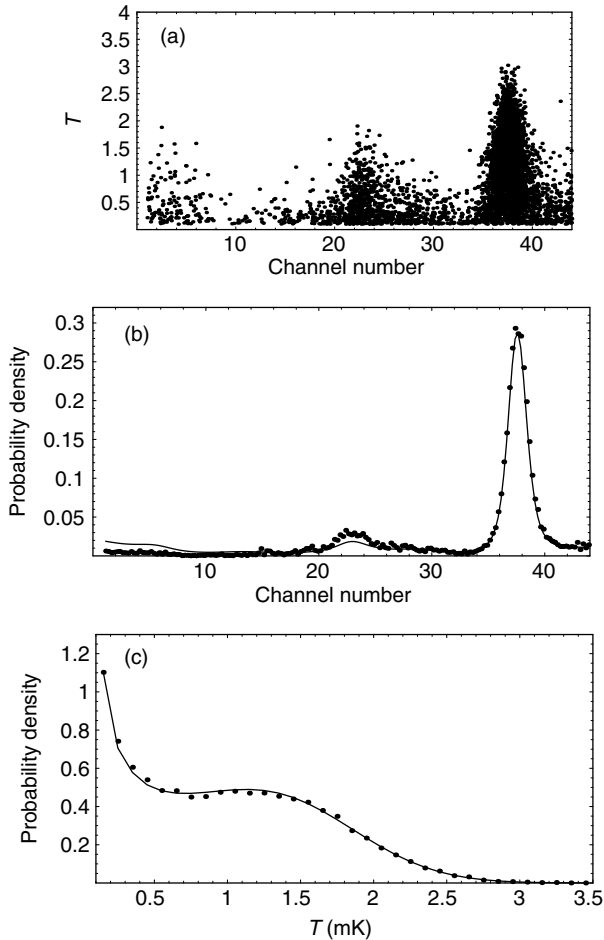 (a)
4
3.5
3
2.5
2
1.5
1
0.5
T
10 20 30 40
Channel number
(b)
0.3
0.25
0.2
0.15
0.1
0.05
Probability density
10 20 30 40
Channel number
(c)
1.2
1
0.8
0.6
0.4
0.2
Probability density
0.5 1 1.5 2 2.5 3 3.5
T (mK)